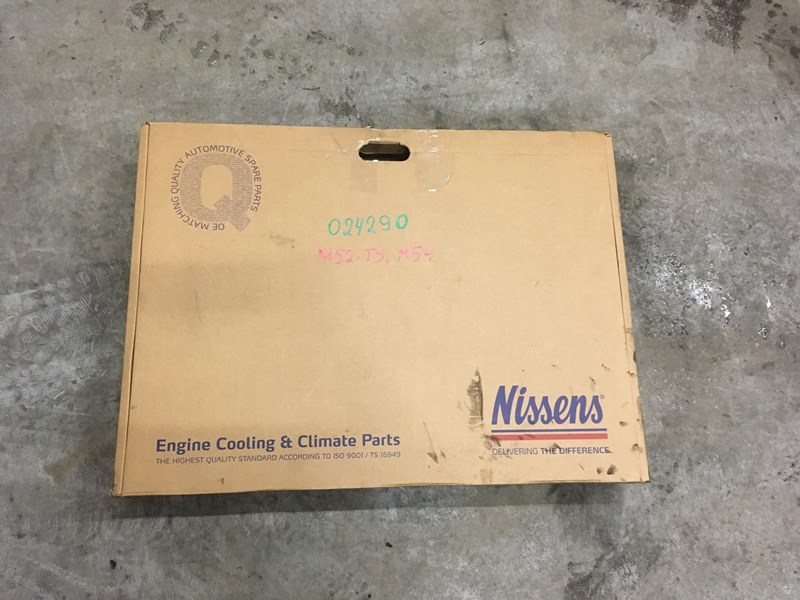 OE MATCHING QUALITY AUTOMOTIVE SPARE PARTS
Q
024290
M52-TU, M54
Nissens
Engine Cooling & Climate Parts
DELIVERING THE DIFFERENCE
THE HIGHEST QUALITY STANDARD ACCORDING TO ISO 9001 / TS 16949